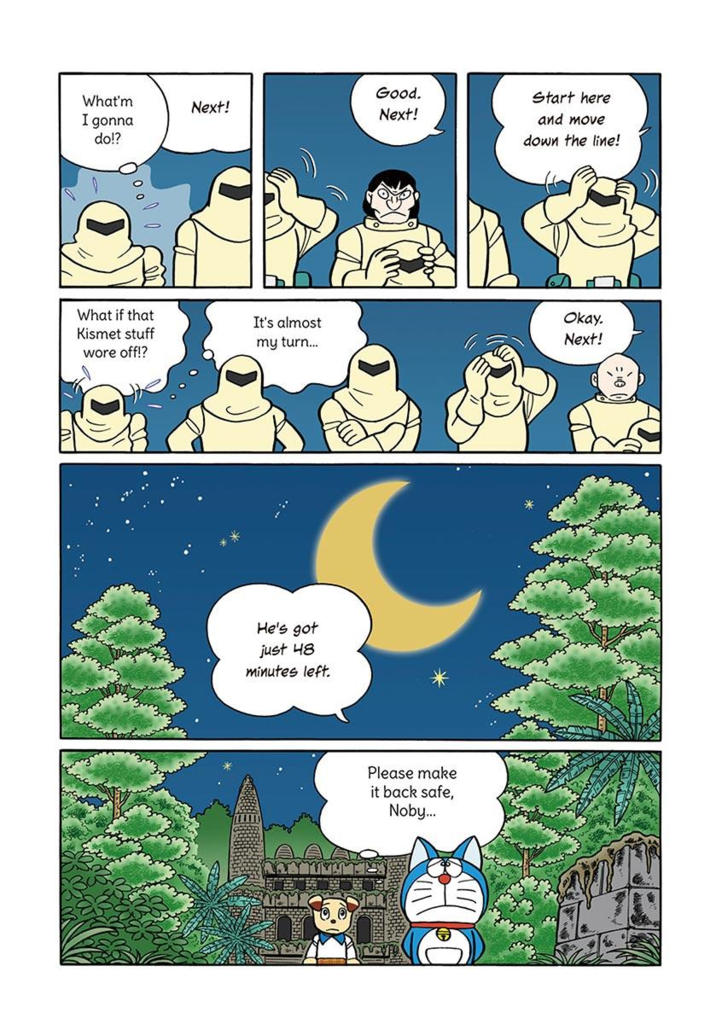 What'm
I gonna
do!?
Next!
Good.
Next!
Start here
and move
down the line!
What if that
Kismet stuff
wore off!?
It's almost
my turn...
Okay.
Next!
He's got
just 48
minutes left.
Please make
it back safe,
Noby...